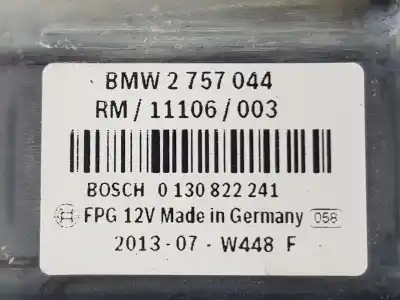 BMW 2 757 044
RM/11106/003
BOSCH 0 130 822 241
FPG 12V Made in Germany 058
2013-07 - W448 F